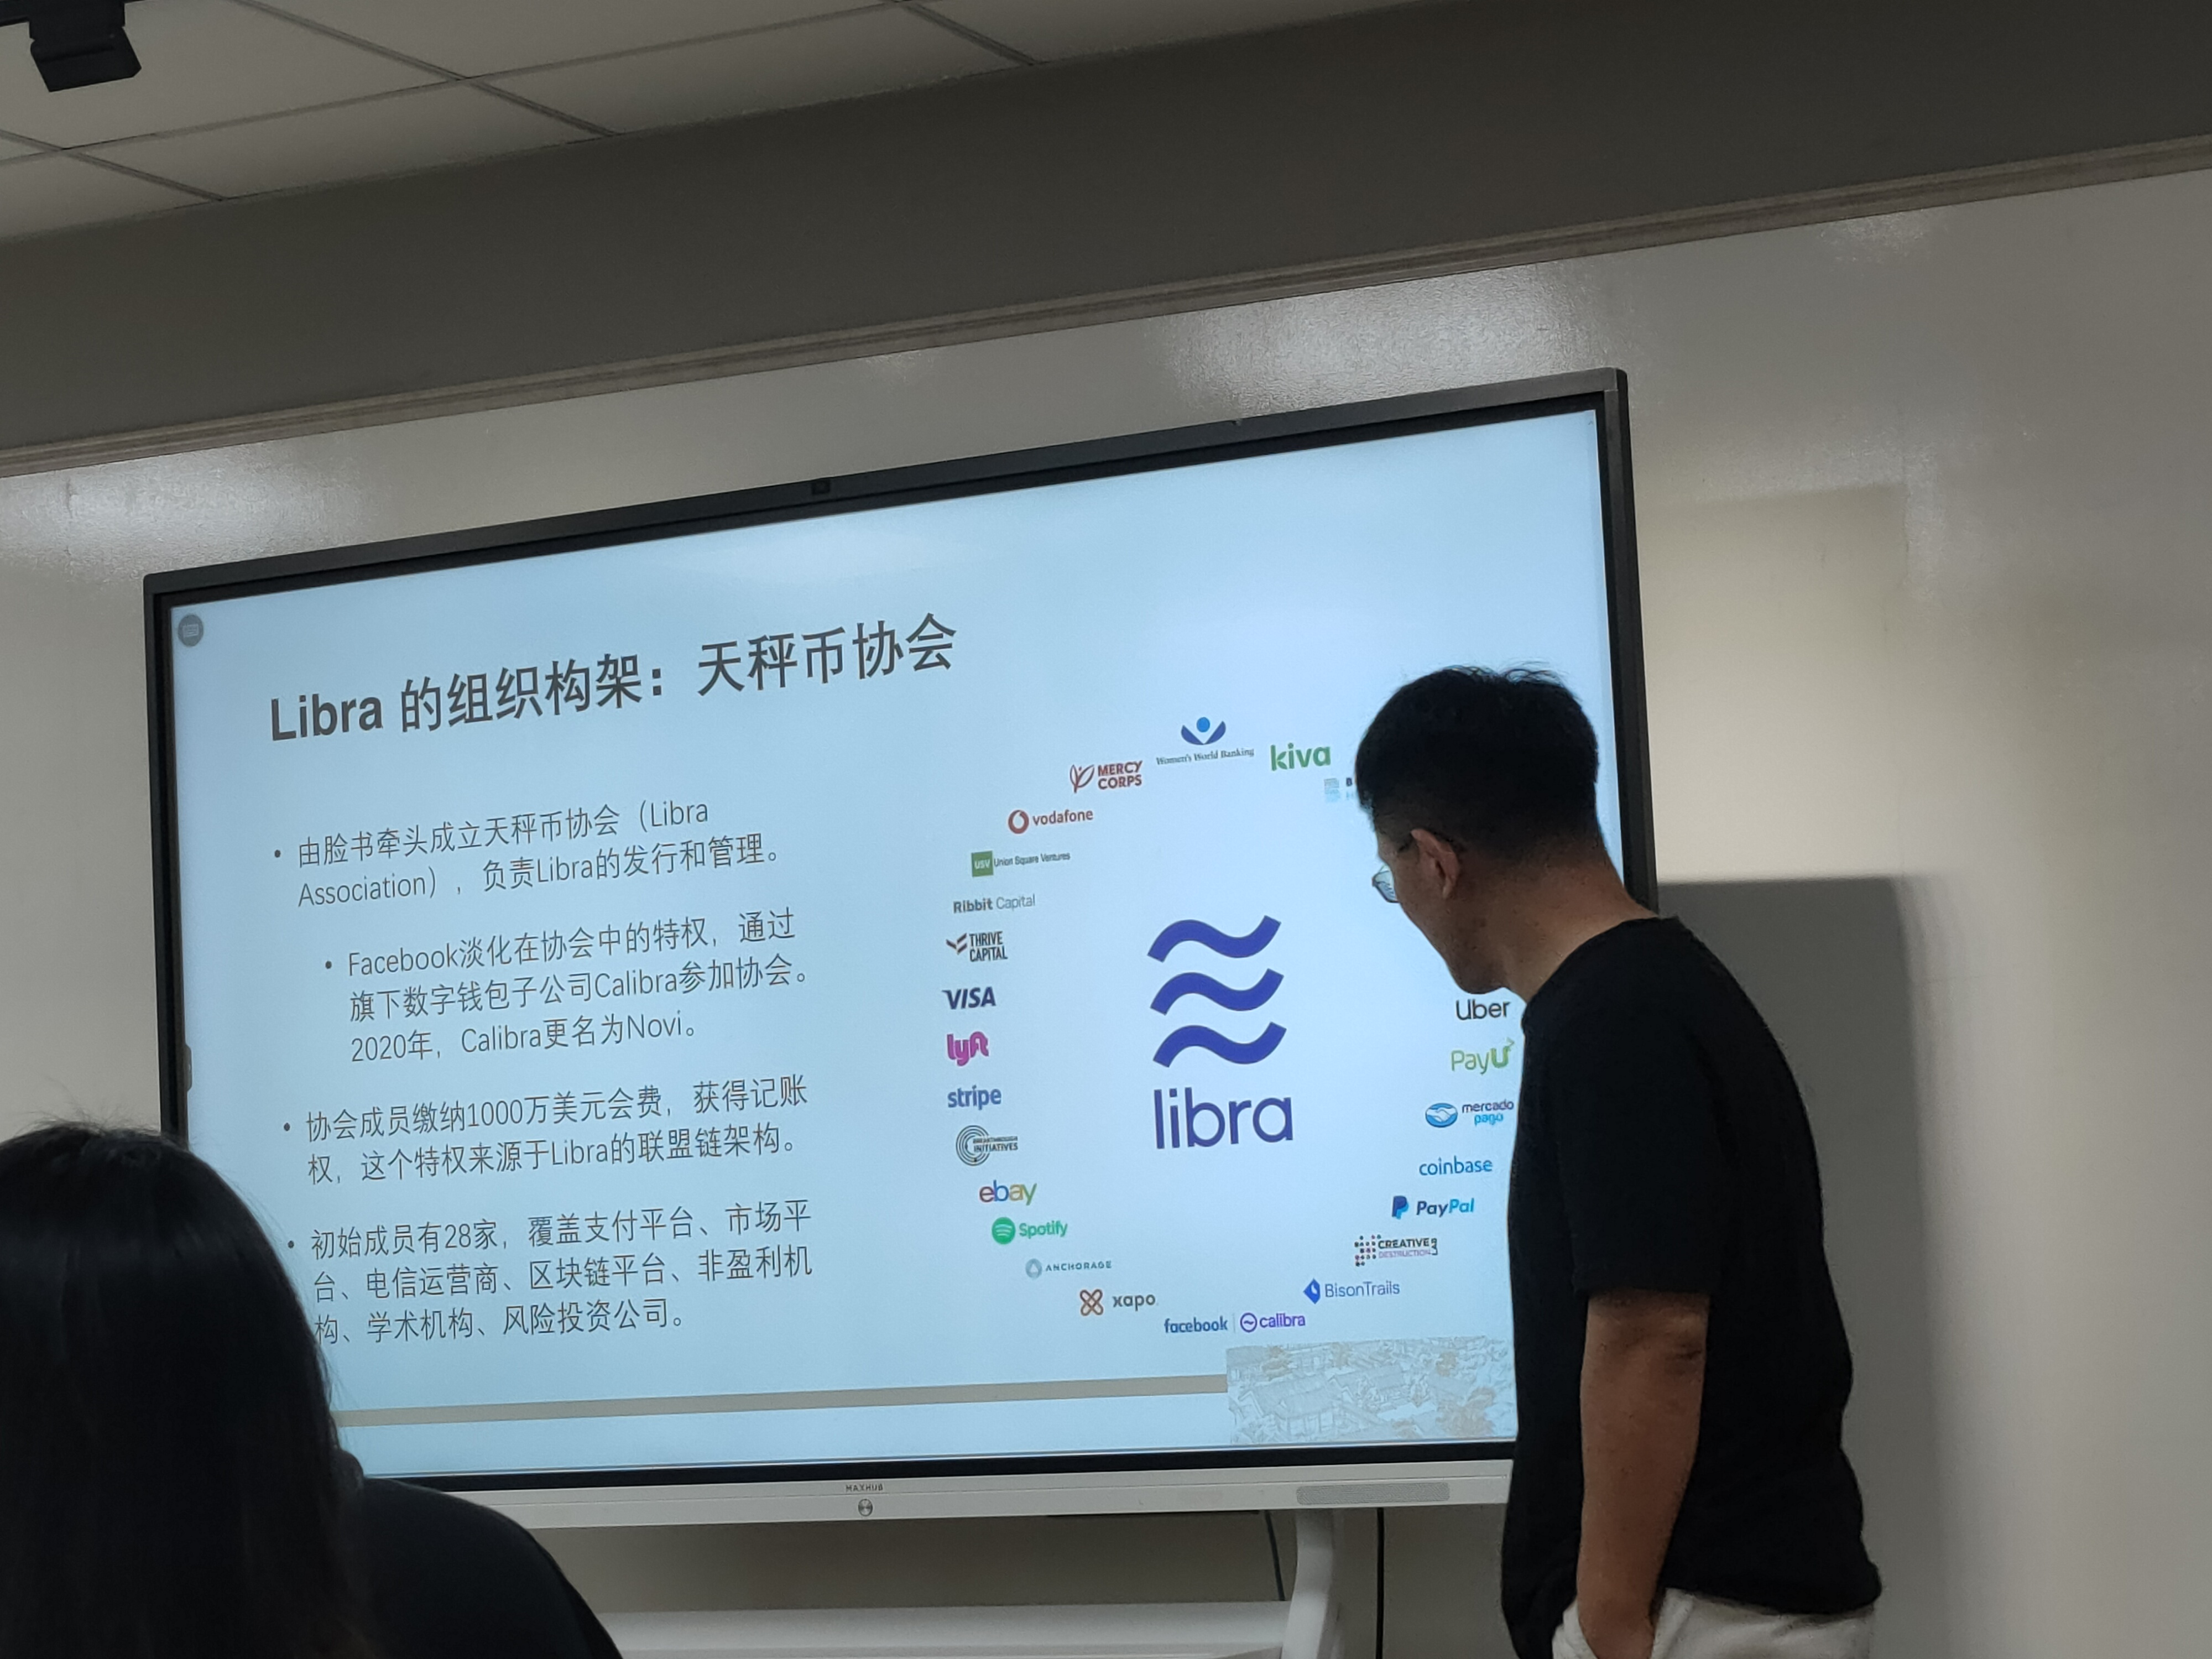 Libra 的组织构架：天秤币协会
• 由脸书牵头成立天秤币协会（Libra
Association），负责Libra的发行和管理。
• Facebook淡化在协会中的特权，通过
旗下数字钱包子公司Calibra参加协会。
2020年，Calibra更名为Novi。
• 协会成员缴纳1000万美元会费，获得记账
权，这个特权来源于Libra的联盟链架构。
• 初始成员有28家，覆盖支付平台、市场平
台、电信运营商、区块链平台、非盈利机
构、学术机构、风险投资公司。
Women's World Banking
kiva
MERCY
CORPS
vodafone
usv Union Square Ventures
Ribbit Capital
THRIVE
CAPITAL
VISA
lyft
stripe
BREAKTHROUGH
INITIATIVES
ebay
Spotify
ANCHORAGE
xapo
facebook | calibra
BisonTrails
CREATIVE
DESTRUCTION
PayPal
coinbase
mercado
pago
PayU
Uber
libra
MAXHUB